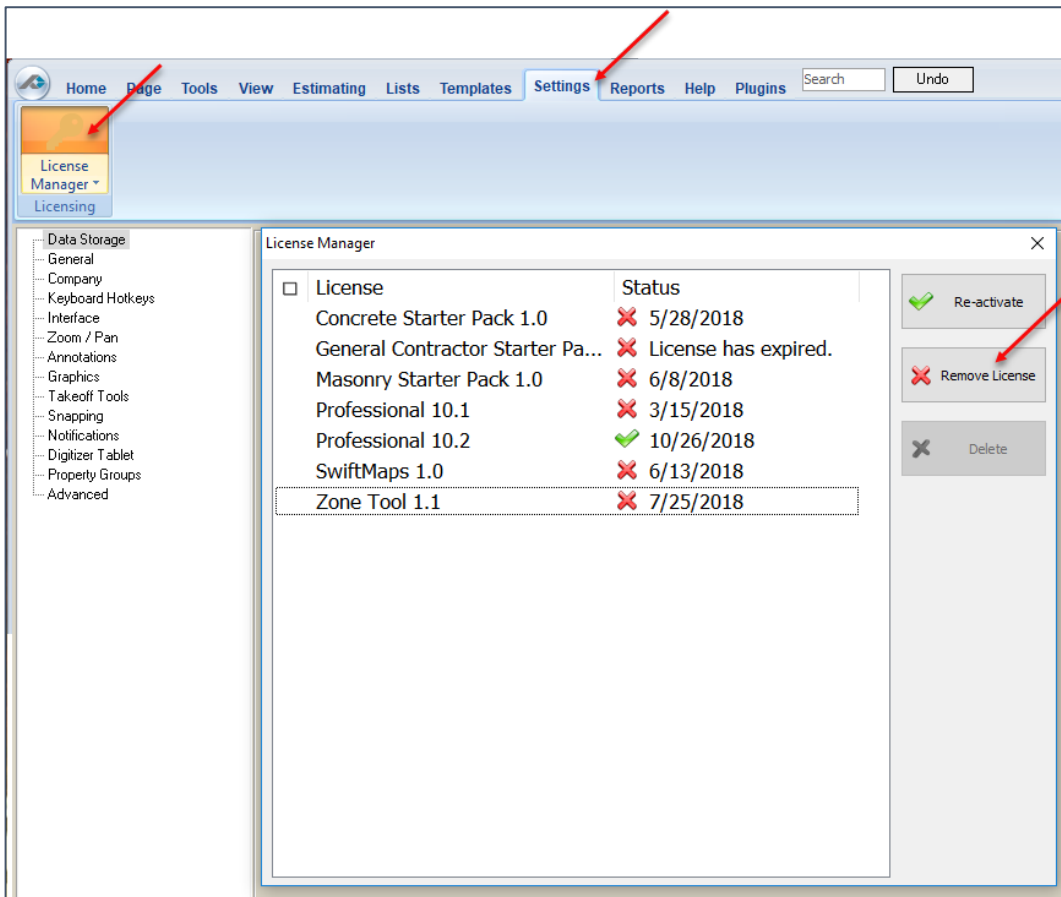 Home Page Tools View Estimating Lists Templates Settings Reports Help Plugins Search Undo
License
Manager
Licensing
Data Storage
General
Company
Keyboard Hotkeys
Interface
Zoom / Pan
Annotations
Graphics
Takeoff Tools
Snapping
Notifications
Digitizer Tablet
Property Groups
Advanced
License Manager
License Status
Concrete Starter Pack 1.0 5/28/2018
General Contractor Starter Pa... License has expired.
Masonry Starter Pack 1.0 6/8/2018
Professional 10.1 3/15/2018
Professional 10.2 10/26/2018
SwiftMaps 1.0 6/13/2018
Zone Tool 1.1 7/25/2018
Re-activate
Remove License
Delete